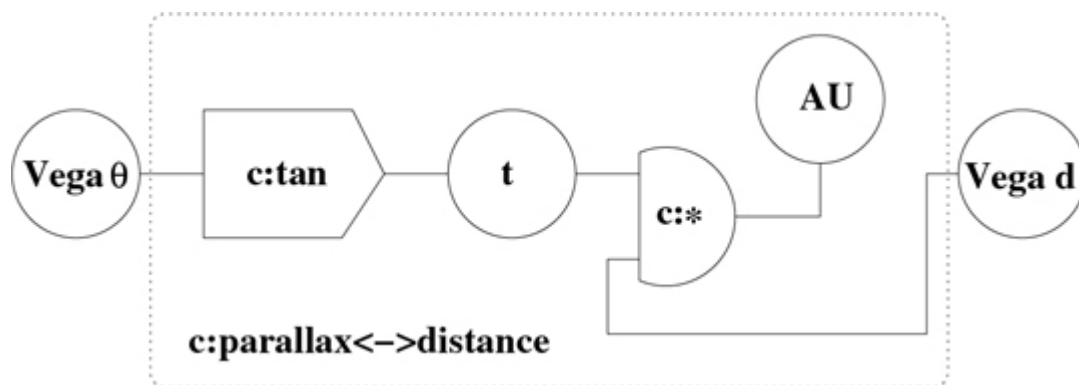 AU
Vega θ
c:tan
t
c:*
Vega d
c:parallax<->distance